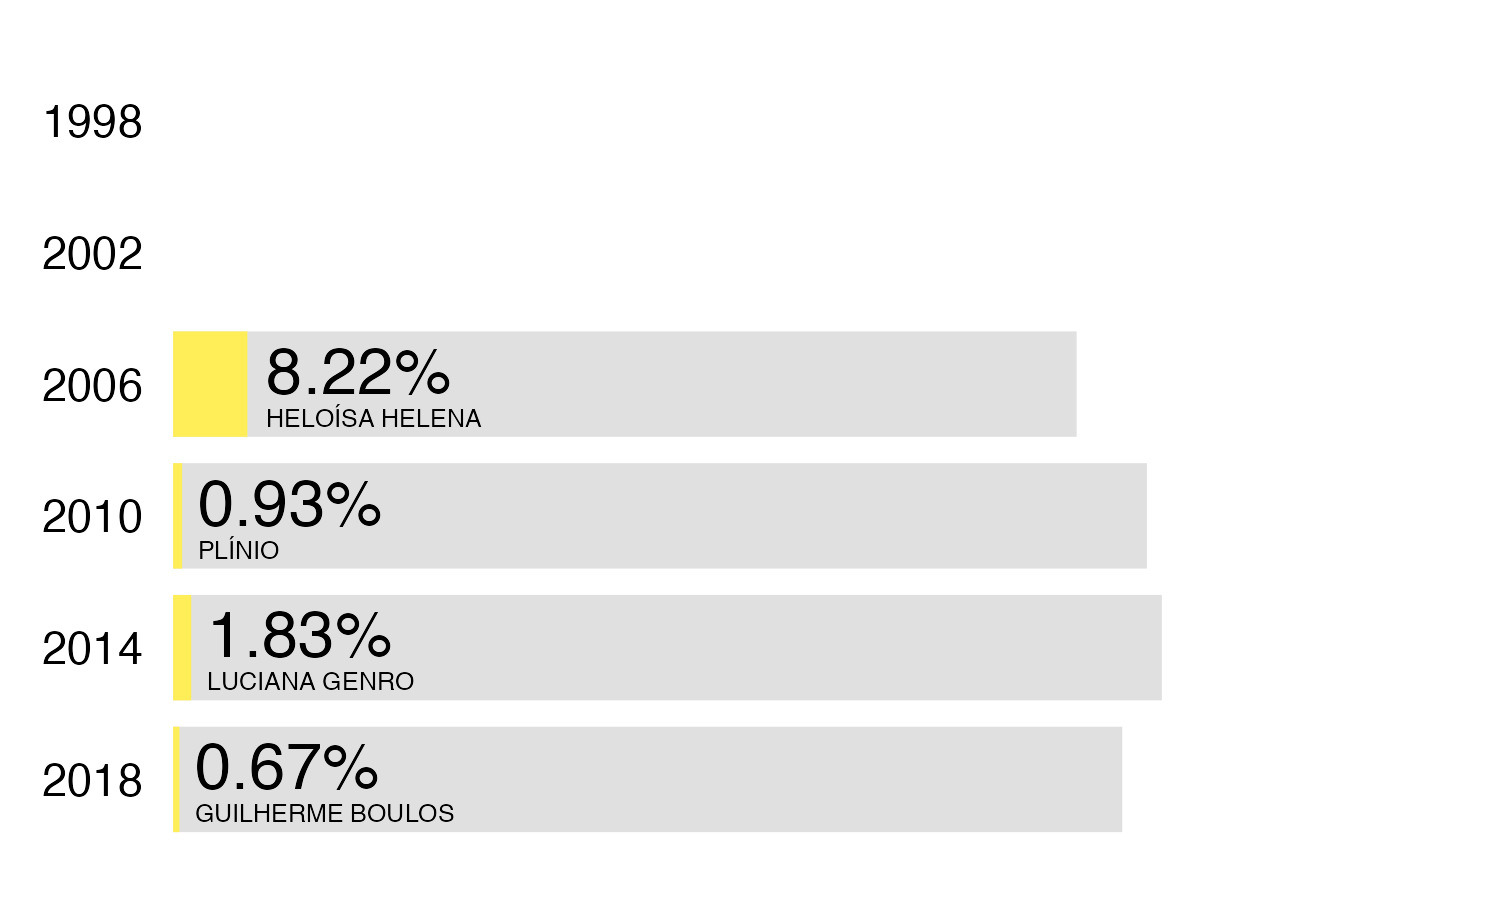 1998
2002
2006
8.22%
HELOÍSA HELENA
2010
0.93%
PLÍNIO
2014
1.83%
LUCIANA GENRO
2018
0.67%
GUILHERME BOULOS